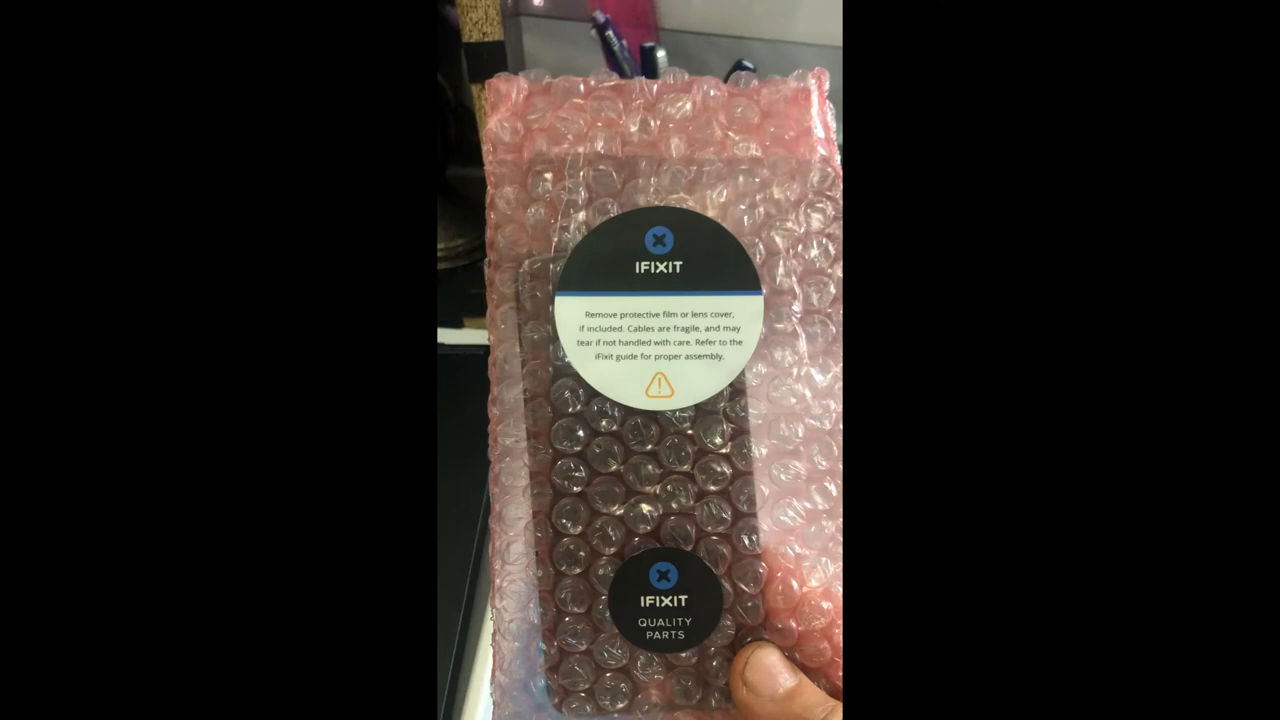 IFIXIT
Remove protective film or lens cover,
if included. Cables are fragile, and may
tear if not handled with care. Refer to the
iFixit guide for proper assembly.
IFIXIT
QUALITY
PARTS